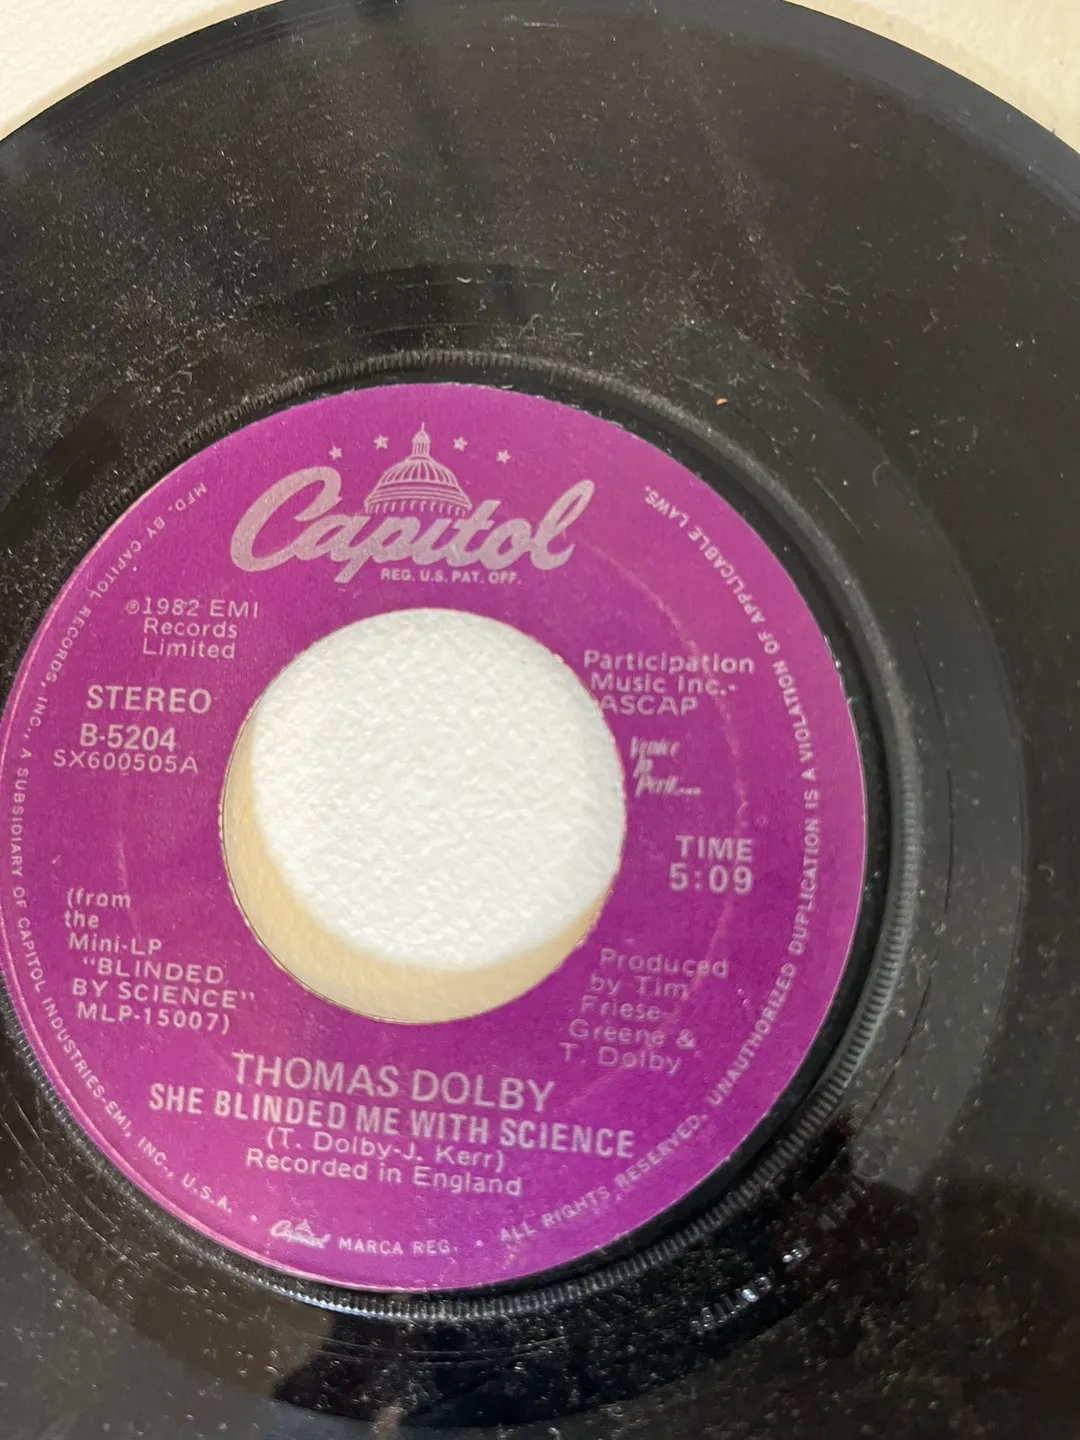 Capitol
REG. U.S. PAT. OFF.
℗1982 EMI
Records
Limited
STEREO
B-5204
SX600505A
Participation
Music Inc.-
ASCAP
Venice
In
Peril....
TIME
5:09
(from
the
Mini-LP
"BLINDED
BY SCIENCE"
MLP-15007)
Produced
by Tim
Friese-
Greene &
T. Dolby
THOMAS DOLBY
SHE BLINDED ME WITH SCIENCE
(T. Dolby-J. Kerr)
Recorded in England
MFD. BY CAPITOL RECORDS, INC., A SUBSIDIARY OF CAPITOL INDUSTRIES-EMI, INC., U.S.A. • Capitol MARCA REG. • ALL RIGHTS RESERVED. UNAUTHORIZED DUPLICATION IS A VIOLATION OF APPLICABLE LAWS.